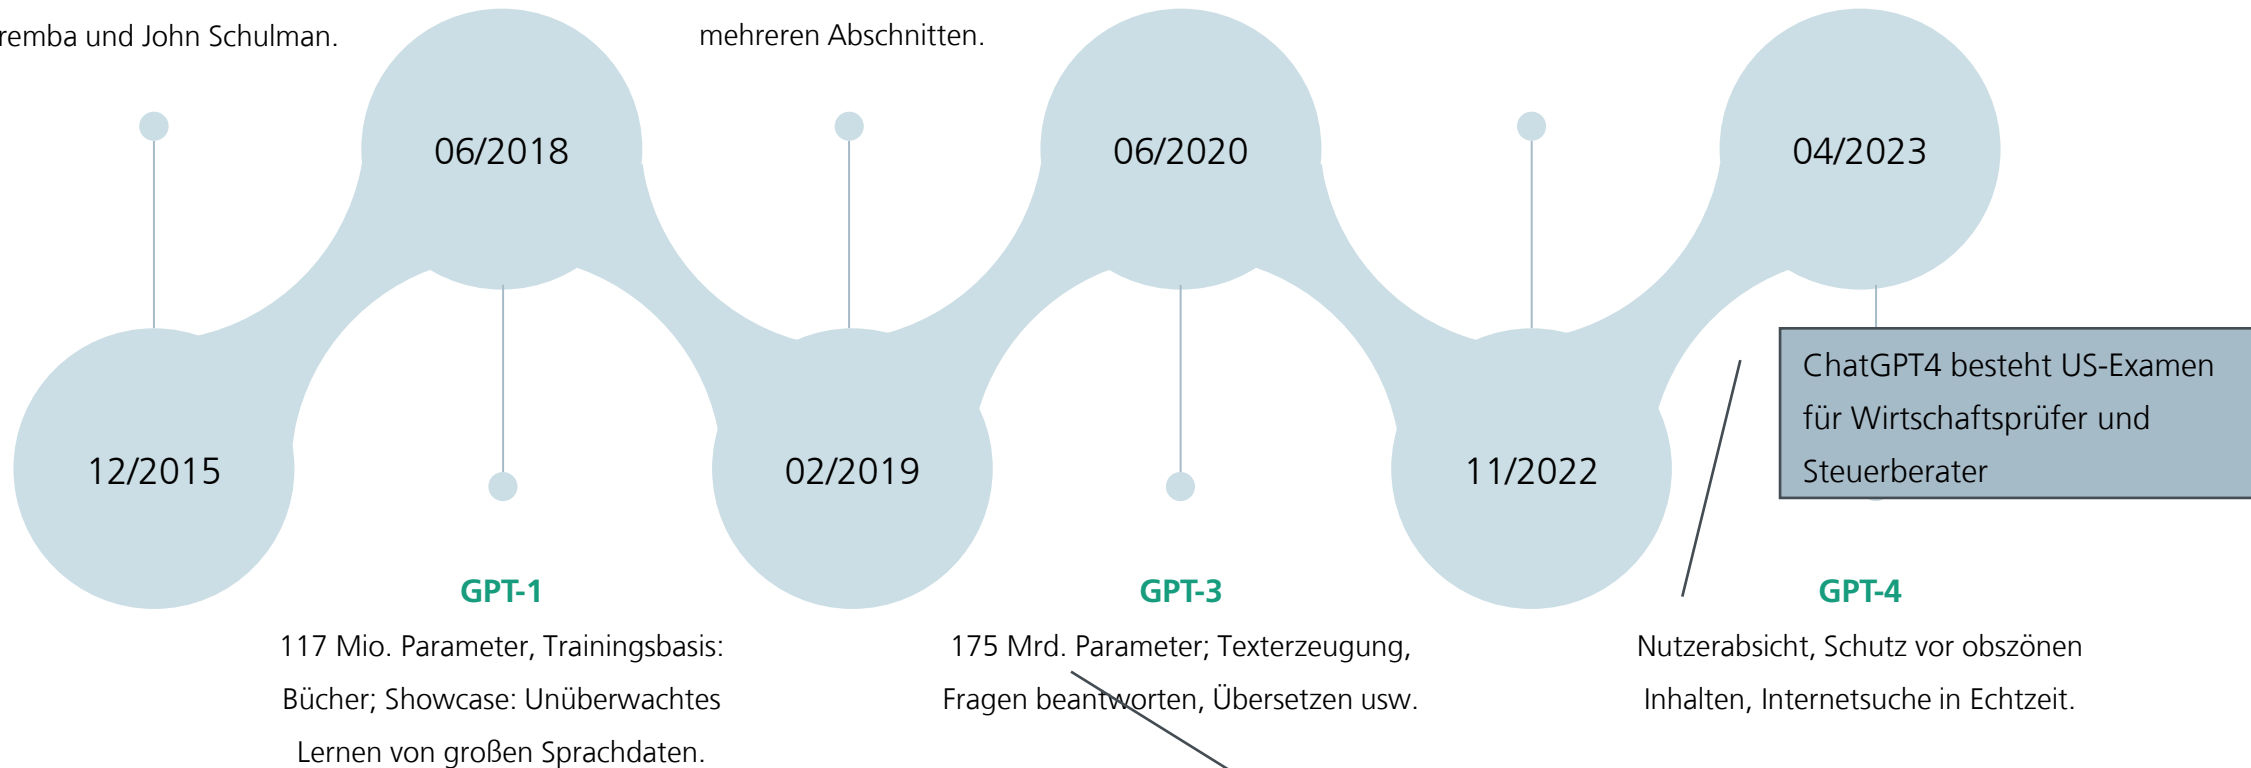 und John Schulman.
mehreren Abschnitten.
06/2018
06/2020
04/2023
12/2015
02/2019
11/2022
ChatGPT4 besteht US-Examen
für Wirtschaftsprüfer und
Steuerberater
GPT-1
117 Mio. Parameter, Trainingsbasis:
Bücher; Showcase: Unüberwachtes
Lernen von großen Sprachdaten.
GPT-3
175 Mrd. Parameter; Texterzeugung,
Fragen beantworten, Übersetzen usw.
GPT-4
Nutzerabsicht, Schutz vor obszönen
Inhalten, Internetsuche in Echtzeit.